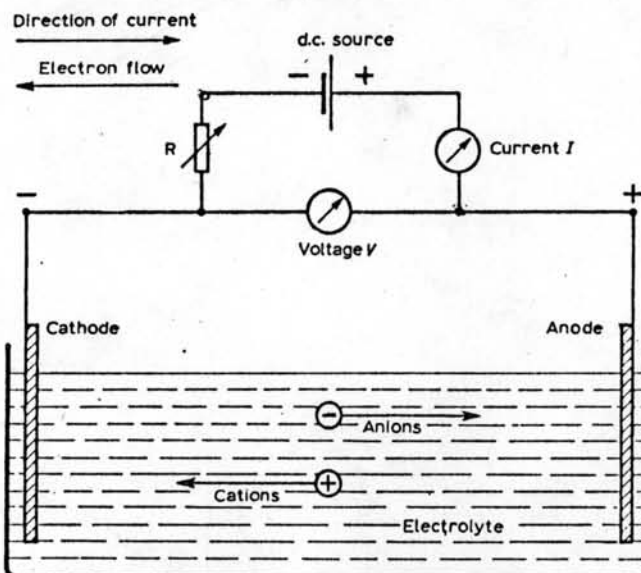 Direction of current
d.c. source
Electron flow
− +
R
Current I
− +
Voltage V
Cathode
Anode
−
Anions
+
Cations
Electrolyte